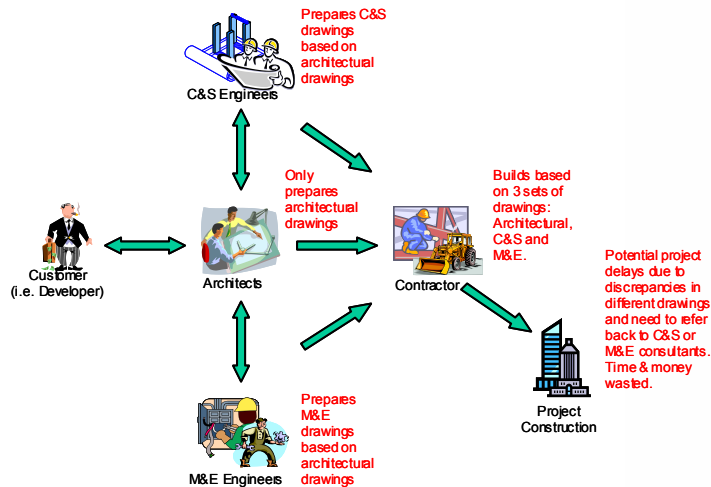 Prepares C&S
drawings
based on
architectural
drawings
C&S Engineers
Only
prepares
architectural
drawings
Builds based
on 3 sets of
drawings:
Architectural,
C&S and
M&E.
Customer
(i.e. Developer)
Architects
Contractor
Potential project
delays due to
discrepancies in
different drawings
and need to refer
back to C&S or
M&E consultants.
Time & money
wasted.
Project
Construction
Prepares
M&E
drawings
based on
architectural
drawings
M&E Engineers